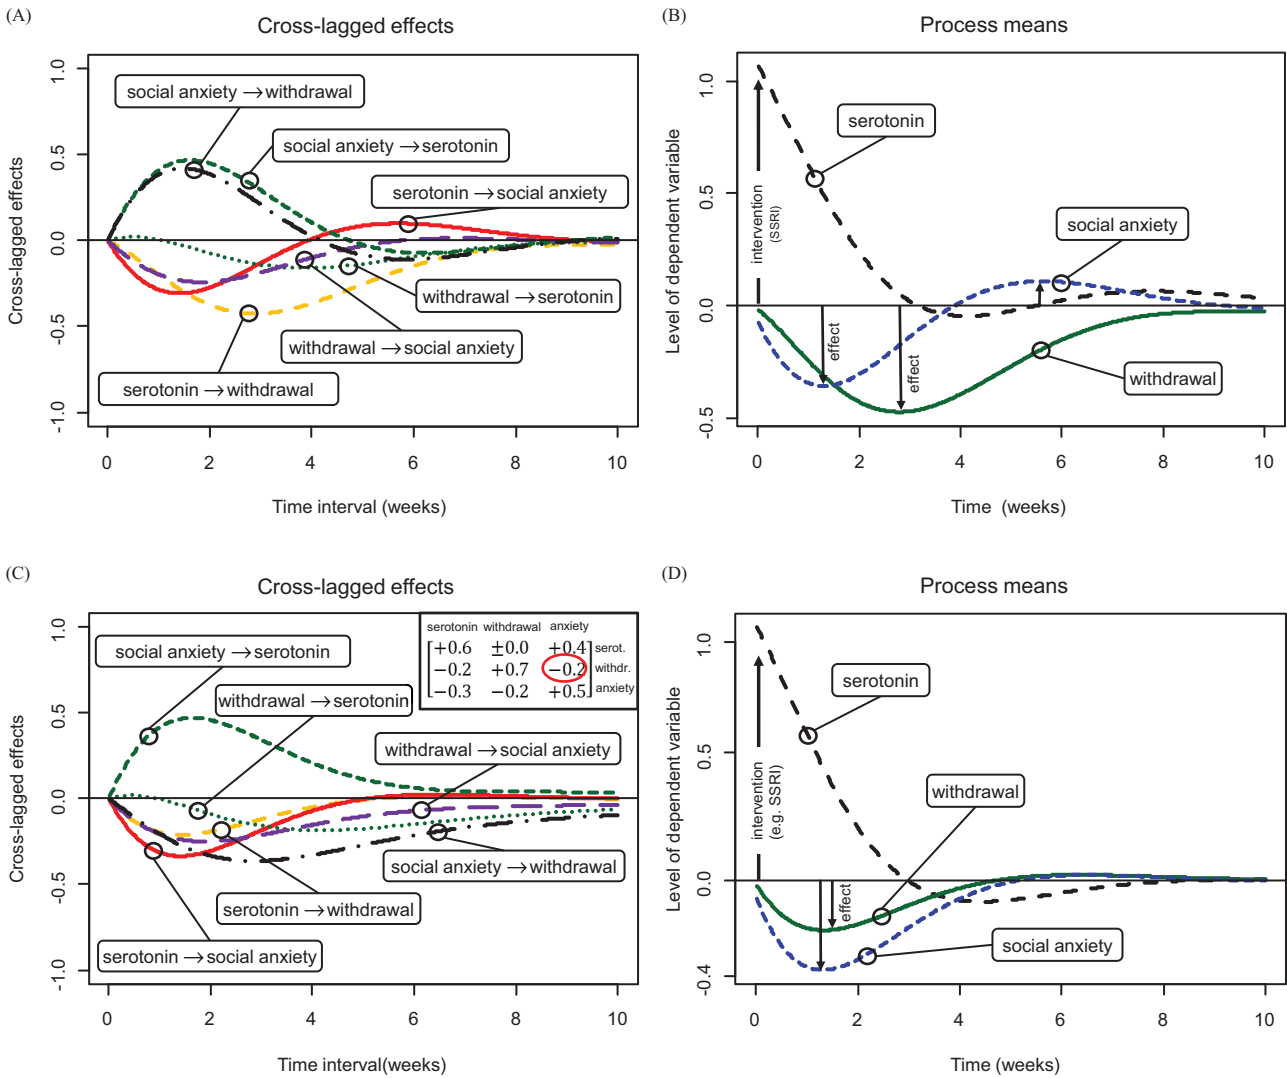 (A)
Cross-lagged effects
Cross-lagged effects
1.0
0.5
0.0
-0.5
-1.0
social anxiety →withdrawal
social anxiety →serotonin
serotonin →social anxiety
withdrawal →serotonin
withdrawal →social anxiety
serotonin →withdrawal
0 2 4 6 8 10
Time interval (weeks)
(B)
Process means
Level of dependent variable
1.0
0.5
0.0
-0.5
intervention
(SSRI)
serotonin
social anxiety
effect
effect
withdrawal
0 2 4 6 8 10
Time (weeks)
(C)
Cross-lagged effects
Cross-lagged effects
1.0
0.5
0.0
-0.5
-1.0
serotonin withdrawal anxiety
+0.6 ±0.0 +0.4 serot.
−0.2 +0.7 −0.2 withdr.
−0.3 −0.2 +0.5 anxiety
social anxiety →serotonin
withdrawal →serotonin
withdrawal →social anxiety
social anxiety →withdrawal
serotonin →withdrawal
serotonin →social anxiety
0 2 4 6 8 10
Time interval(weeks)
(D)
Process means
Level of dependent variable
1.0
0.5
0.0
-0.4
intervention
(e.g. SSRI)
serotonin
withdrawal
effect
social anxiety
0 2 4 6 8 10
Time (weeks)